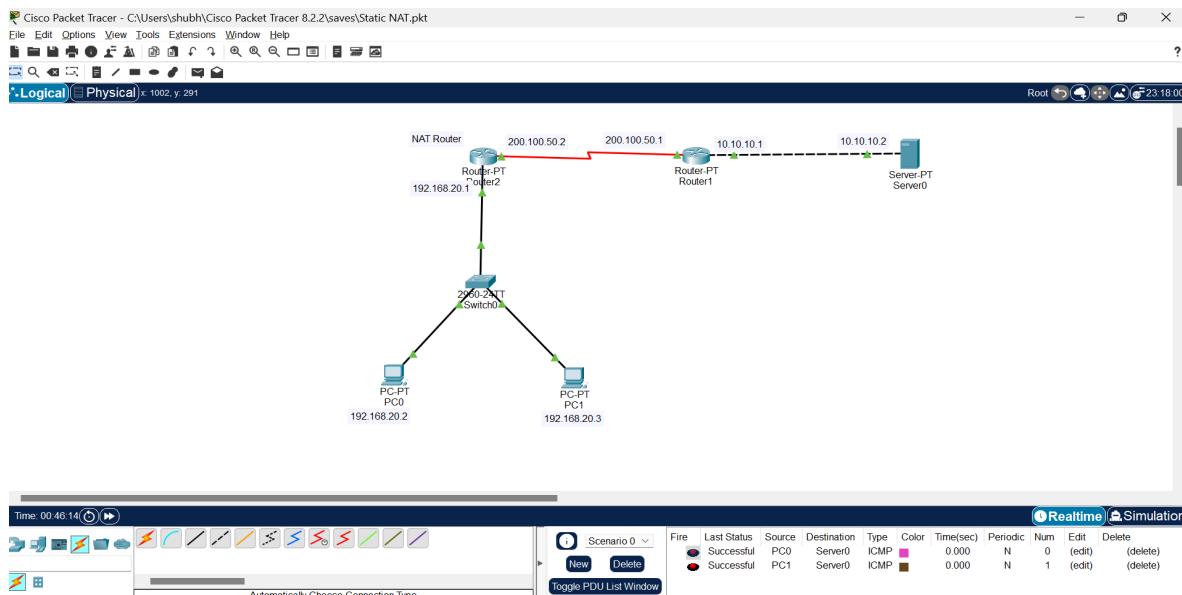 Cisco Packet Tracer - C:\Users\shubh\Cisco Packet Tracer 8.2.2\saves\Static NAT.pkt
File Edit Options View Tools Extensions Window Help
?
Logical Physical x: 1002, y: 291 Root 23:18:00
NAT Router 200.100.50.2 200.100.50.1 10.10.10.1 10.10.10.2
Router-PT Router-PT Server-PT
Router2 Router1 Server0
192.168.20.1
2960-24TT
Switch0
PC-PT PC-PT
PC0 PC1
192.168.20.2 192.168.20.3
Time: 00:46:14 Realtime Simulation
Scenario 0 Fire Last Status Source Destination Type Color Time(sec) Periodic Num Edit Delete
Successful PC0 Server0 ICMP 0.000 N 0 (edit) (delete)
New Delete Successful PC1 Server0 ICMP 0.000 N 1 (edit) (delete)
Toggle PDU List Window
Automatically Choose Connection Type